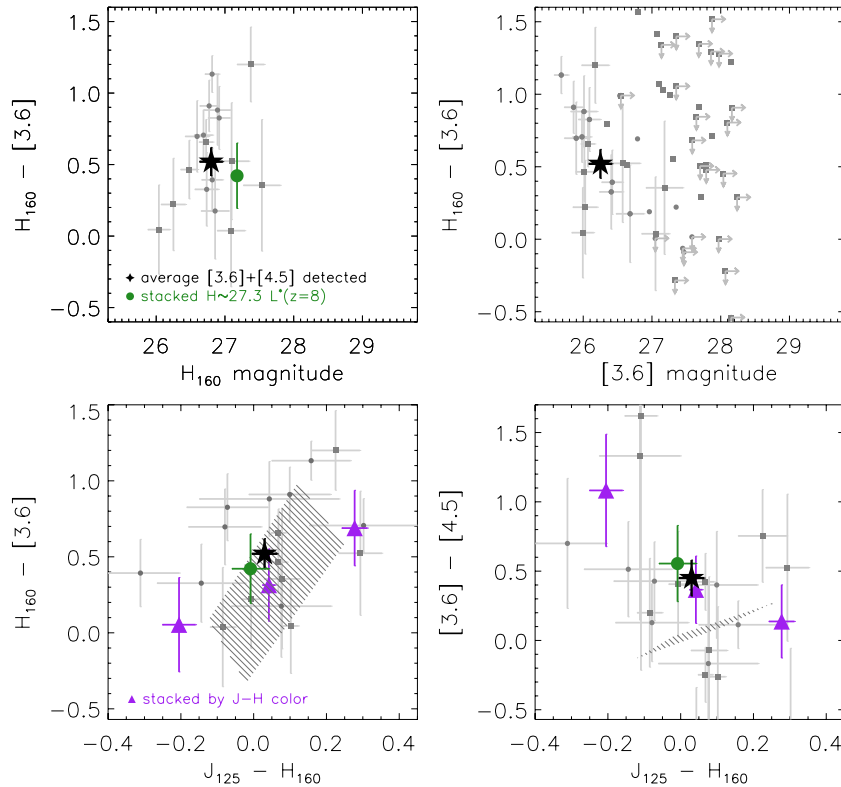 1.5
1.0
0.5
0.0
−0.5
H₁₆₀ − [3.6]
average [3.6]+[4.5] detected
stacked H~27.3 L*(z=8)
26 27 28 29
H₁₆₀ magnitude
1.5
1.0
0.5
0.0
−0.5
H₁₆₀ − [3.6]
26 27 28 29
[3.6] magnitude
1.5
1.0
0.5
0.0
−0.5
H₁₆₀ − [3.6]
stacked by J−H color
−0.4 −0.2 0.0 0.2 0.4
J₁₂₅ − H₁₆₀
1.5
1.0
0.5
0.0
−0.5
[3.6] − [4.5]
−0.4 −0.2 0.0 0.2 0.4
J₁₂₅ − H₁₆₀